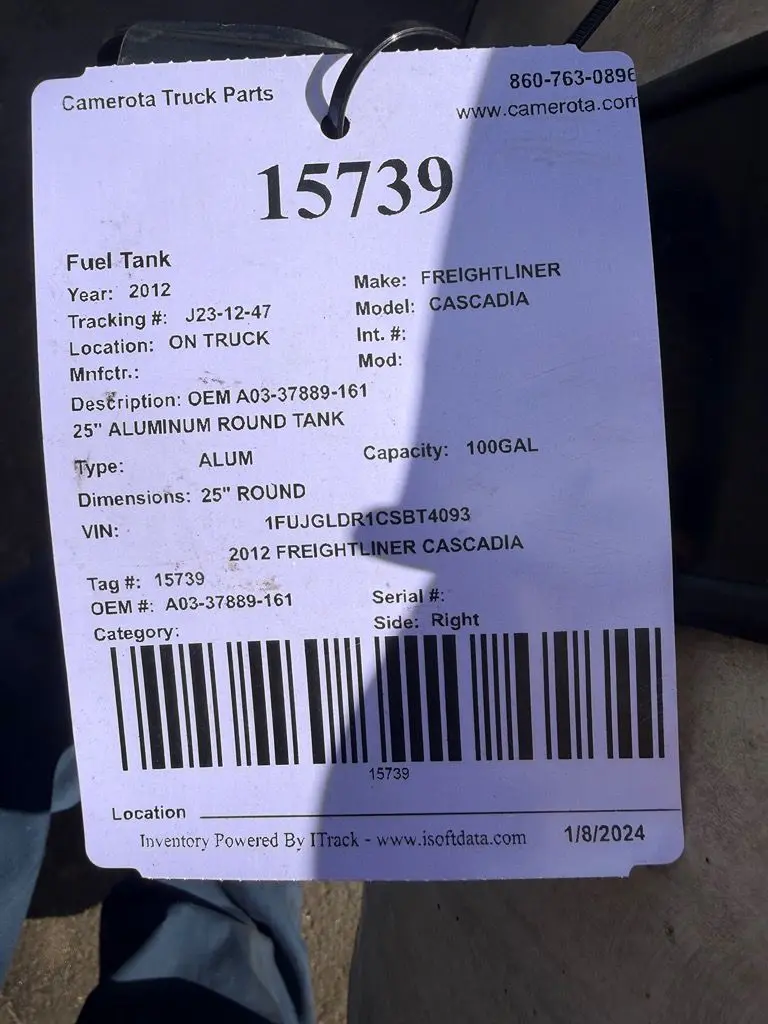 Camerota Truck Parts
860-763-0896
www.camerota.com
15739
Fuel Tank
Year: 2012
Make: FREIGHTLINER
Tracking #: J23-12-47
Model: CASCADIA
Location: ON TRUCK
Int. #:
Mnfctr.:
Mod:
Description: OEM A03-37889-161
25" ALUMINUM ROUND TANK
Type: ALUM
Capacity: 100GAL
Dimensions: 25" ROUND
VIN: 1FUJGLDR1CSBT4093
2012 FREIGHTLINER CASCADIA
Tag #: 15739
OEM #: A03-37889-161
Serial #:
Category:
Side: Right
15739
Location
Inventory Powered By ITrack - www.isoftdata.com
1/8/2024